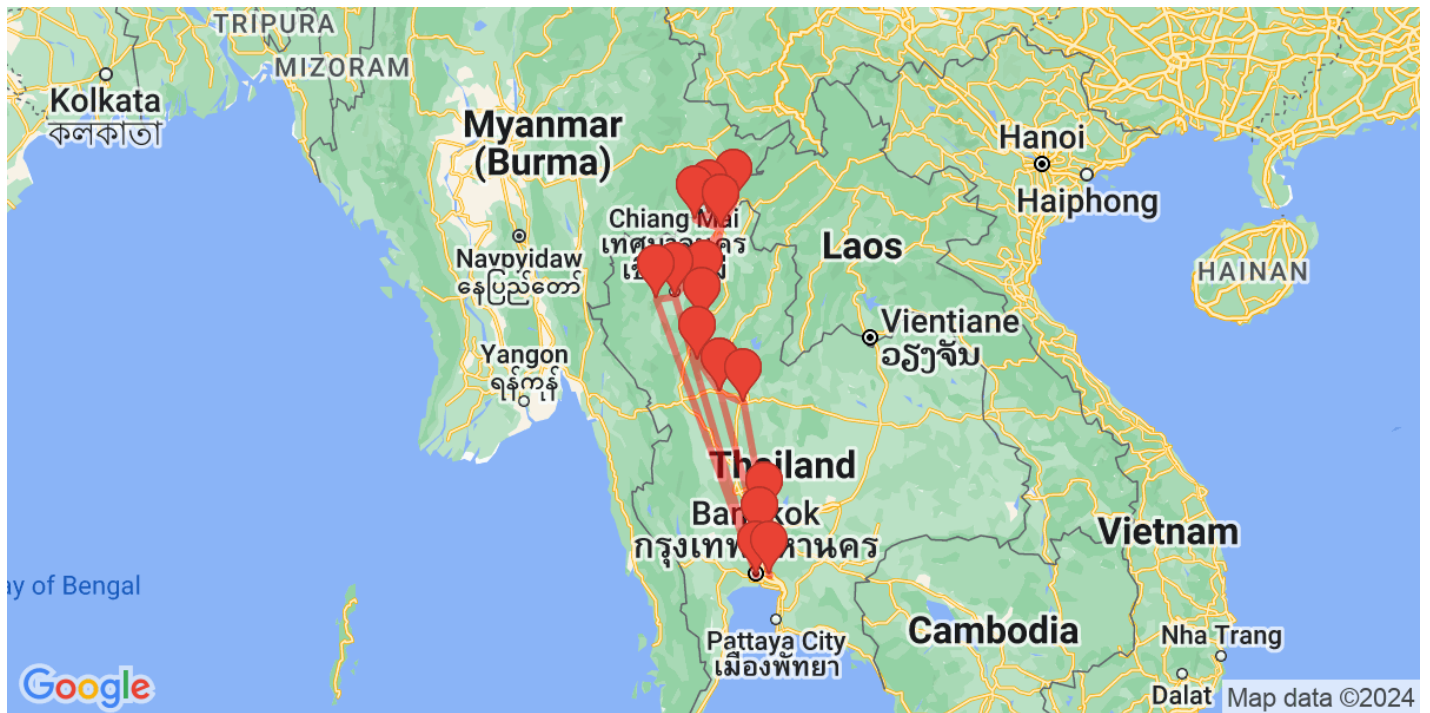 TRIPURA
MIZORAM
Kolkata
কলকাতা
Myanmar
(Burma)
Hanoi
Haiphong
Chiang Mai
Laos
HAINAN
Naypyidaw
နေပြည်တော်
Vientiane
ວຽງຈັນ
Yangon
ရန်ကုန်
Thailand
Bangkok
Vietnam
ay of Bengal
Cambodia
Pattaya City
เมืองพัทยา
Nha Trang
Dalat
Google
Map data ©2024